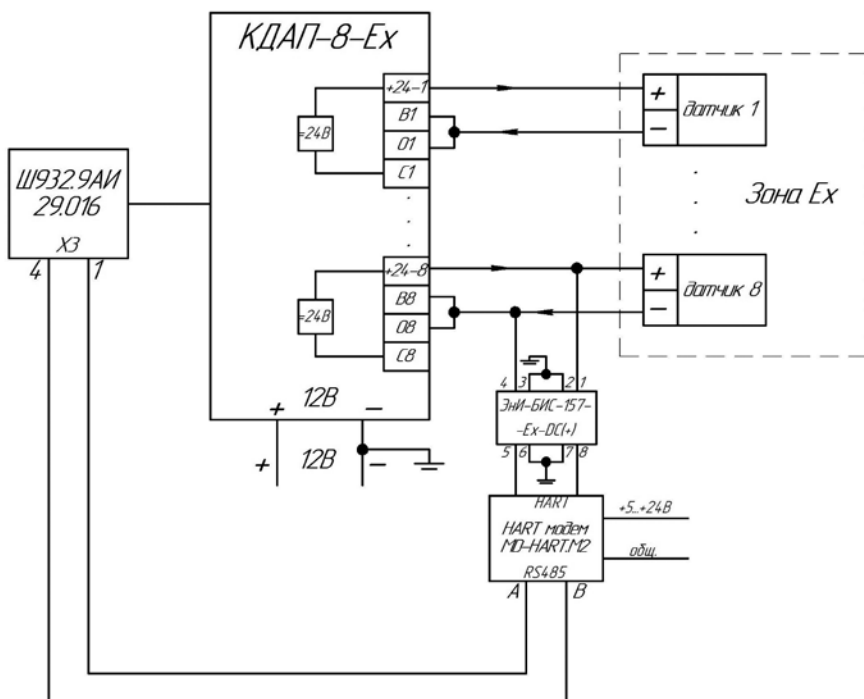 КДАП-8-Ex
+24-1
В1
О1
С1
=24В
+
-
датчик 1
Зона Ex
Ш932.9АИ
29.016
Х3
4
1
+24-8
В8
О8
С8
=24В
+
-
датчик 8
+ 12В -
+ 12В -
4 3 2 1
ЭнИ-БИС-157-
-Ex-DC(+)
5 6 7 8
HART
HART модем
MD-HART.M2
RS485
+5...+24В
общ.
A B